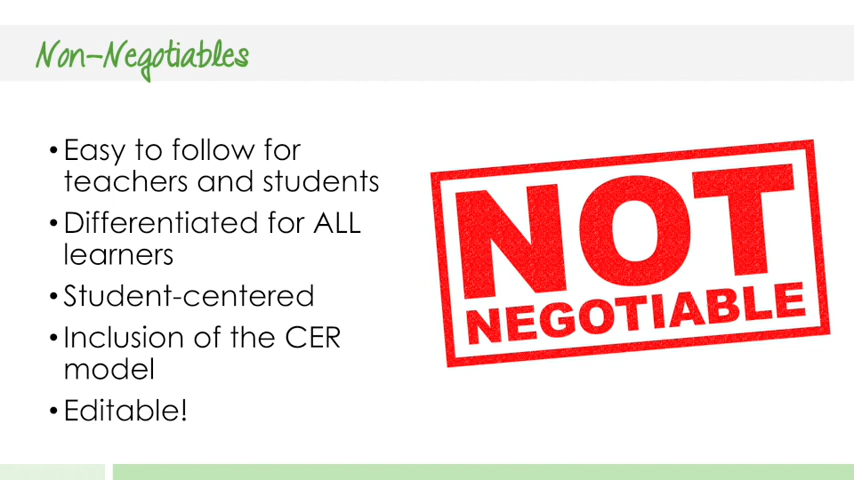 Non-Negotiables
•Easy to follow for
teachers and students
•Differentiated for ALL
learners
•Student-centered
•Inclusion of the CER
model
•Editable!
NOT
NEGOTIABLE